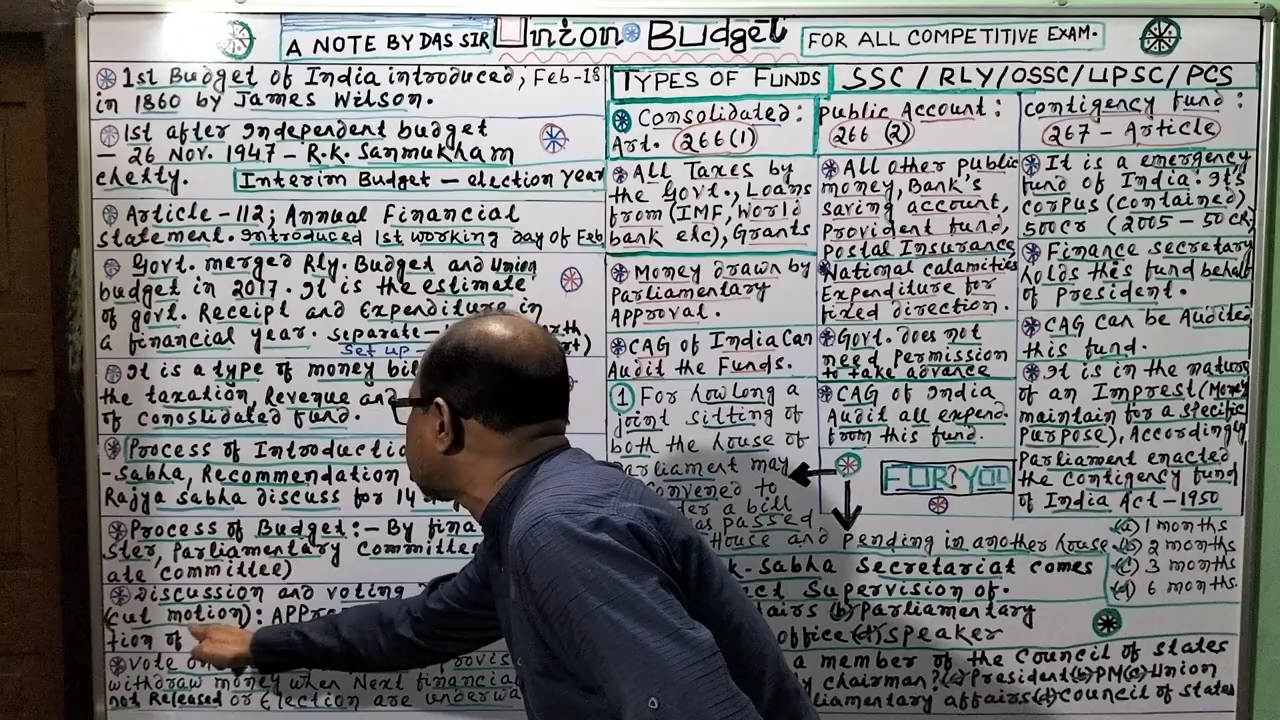 A NOTE BY DAS SIR
Union Budget
FOR ALL COMPETITIVE EXAM.
1st Budget of India introduced, Feb-18
in 1860 by James Wilson.
1st after Independent budget
- 26 Nov. 1947 - R.K. Sanmukham
chetty.
Interim Budget - election year
Article - 112; Annual Financial
statement. Introduced 1st working day of Feb
Govt. merged Rly. Budget and Union
budget in 2017. It is the estimate
of govt. Receipt and Expenditure in
a financial year. separate -
set up -
It is a type of money bil
the taxation, Revenue an
of Conoslidated fund.
Process of Introductio
-sabha, Recommendation
Rajya sabha discuss for 14
Process of Budget:- By fina
ster, Parliamentary Committee
ate committee)
Discussion and voting
(cut motion): APPr
tion of
vote on
withdraw money when Next financial
not Released or Election are underwa
TYPES OF FUNDS
SSC / RLY/OSSC/UPSC/PCS
Consolidated:
Art. 266(1)
All Taxes by
the Govt., Loans
from (IMF, World
bank etc), Grants
Money drawn by
Parliamentary
Approval.
CAG of India Can
Audit the Funds.
Public Account:
266 (2)
All other public
money, Bank's
saving account,
Provident fund,
Postal Insurance,
National calamities
Expenditure for
fixed direction.
Govt. does not
need permission
to take advance
CAG of India
Audit all expend.
from this fund.
FOR? YOU
contigency fund:
267 - Article
It is a emergency
fund of India. It's
corpus (contained)
500cr (2005 - 50 CR)
Finance secretary
holds this fund behalf
of president.
CAG can be Audited
this fund.
It is in the nature
of an Imprest (Money
maintain for a specific
purpose), Accordingly
Parliament enacted
the contigency fund
of India Act - 1950
1 For how long a
joint sitting of
both the house of
Parliament may
convened to
der a bill
as passed
House and Pending in another house.
(a) 1 months
(b) 2 months
(c) 3 months
(d) 6 months.
k-sabha secretariat comes
ect supervision of.
airs (b) Parliamentary
office (d) speaker
a member of the Council of states
y chairman? (a) President (b) PM (c) Union
liamentary affairs (d) Council of states